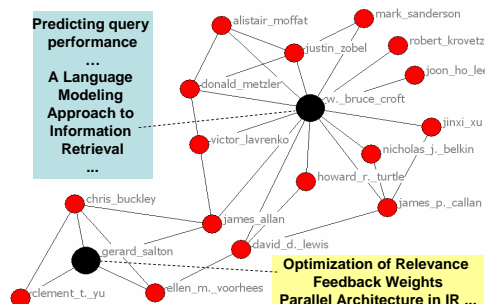 Predicting query
performance
...
A Language
Modeling
Approach to
Information
Retrieval
...
alistair_moffat
mark_sanderson
justin_zobel
robert_krovetz
joon_ho_lee
donald_metzler
w._bruce_croft
jinxi_xu
victor_lavrenko
nicholas_j._belkin
howard_r._turtle
james_p._callan
chris_buckley
james_allan
gerard_salton
david_d._lewis
clement_t._yu
ellen_m._voorhees
Optimization of Relevance
Feedback Weights
Parallel Architecture in IR ...